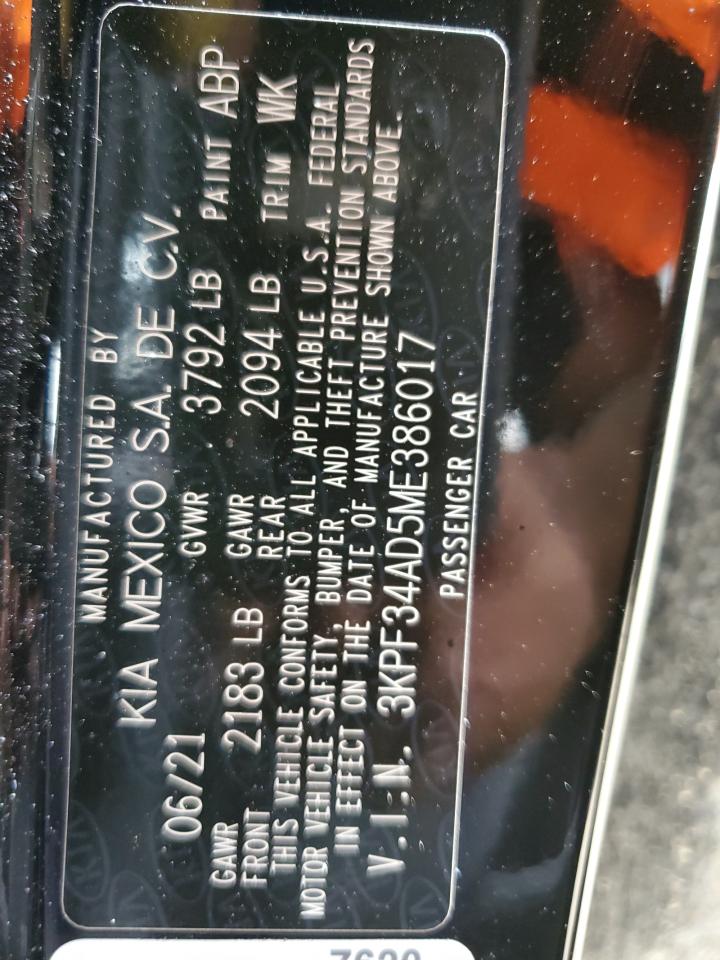 MANUFACTURED BY
KIA MEXICO S.A. DE C.V.
06/21 GVWR 3792 LB PAINT ABP
GAWR FRONT 2183 LB GAWR REAR 2094 LB TRIM WK
THIS VEHICLE CONFORMS TO ALL APPLICABLE U.S.A. FEDERAL
MOTOR VEHICLE SAFETY, BUMPER, AND THEFT PREVENTION STANDARDS
IN EFFECT ON THE DATE OF MANUFACTURE SHOWN ABOVE.
V.I.N. 3KPF34AD5ME386017
PASSENGER CAR